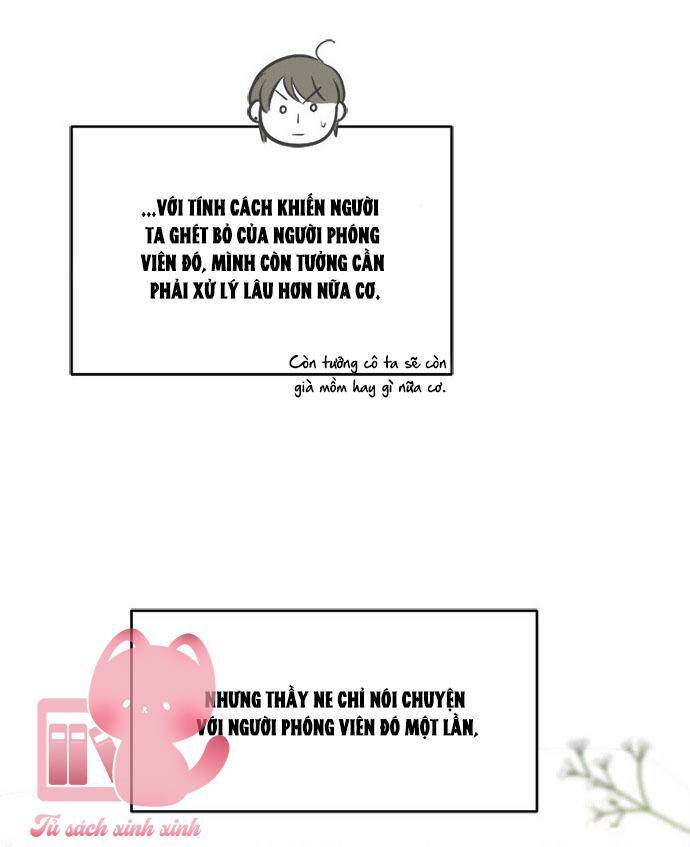 ...VỚI TÍNH CÁCH KHIẾN NGƯỜI
TA GHÉT BỎ CỦA NGƯỜI PHÓNG
VIÊN ĐÓ, MÌNH CÒN TƯỞNG CẦN
PHẢI XỬ LÝ LÂU HƠN NỮA CƠ.
Còn tưởng cô ta sẽ còn
già mồm hay gì nữa cơ.
NHƯNG THẦY NE CHỈ NÓI CHUYỆN
VỚI NGƯỜI PHÓNG VIÊN ĐÓ MỘT LẦN,
Tủ sách xinh xinh